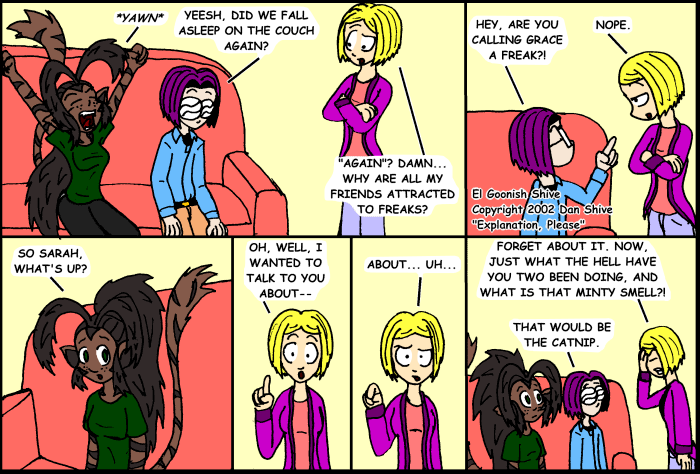 *YAWN*
YEESH, DID WE FALL
ASLEEP ON THE COUCH
AGAIN?
"AGAIN"? DAMN...
WHY ARE ALL MY
FRIENDS ATTRACTED
TO FREAKS?
HEY, ARE YOU
CALLING GRACE
A FREAK?!
NOPE.
El Goonish Shive
Copyright 2002 Dan Shive
"Explanation, Please"
SO SARAH,
WHAT'S UP?
OH, WELL, I
WANTED TO
TALK TO YOU
ABOUT--
ABOUT... UH...
FORGET ABOUT IT. NOW,
JUST WHAT THE HELL HAVE
YOU TWO BEEN DOING, AND
WHAT IS THAT MINTY SMELL?!
THAT WOULD BE
THE CATNIP.